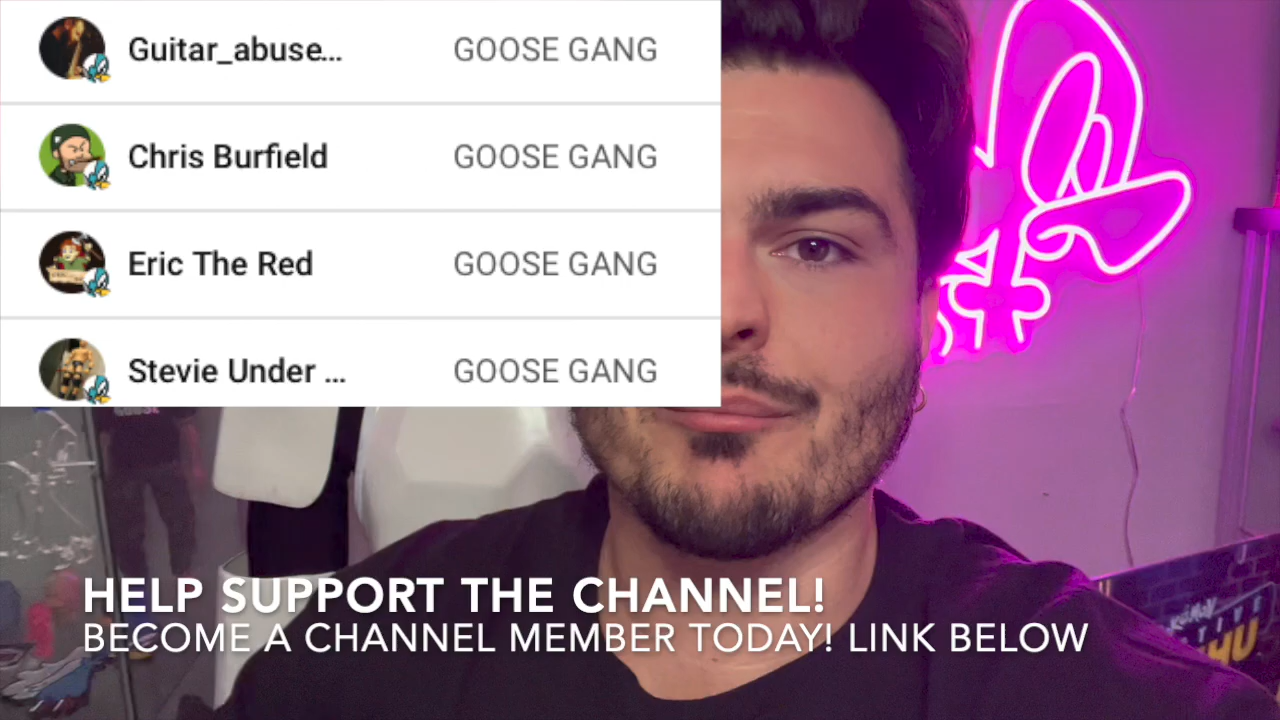 Guitar_abuse...
GOOSE GANG
Chris Burfield
GOOSE GANG
Eric The Red
GOOSE GANG
Stevie Under ...
GOOSE GANG
HELP SUPPORT THE CHANNEL!
BECOME A CHANNEL MEMBER TODAY! LINK BELOW